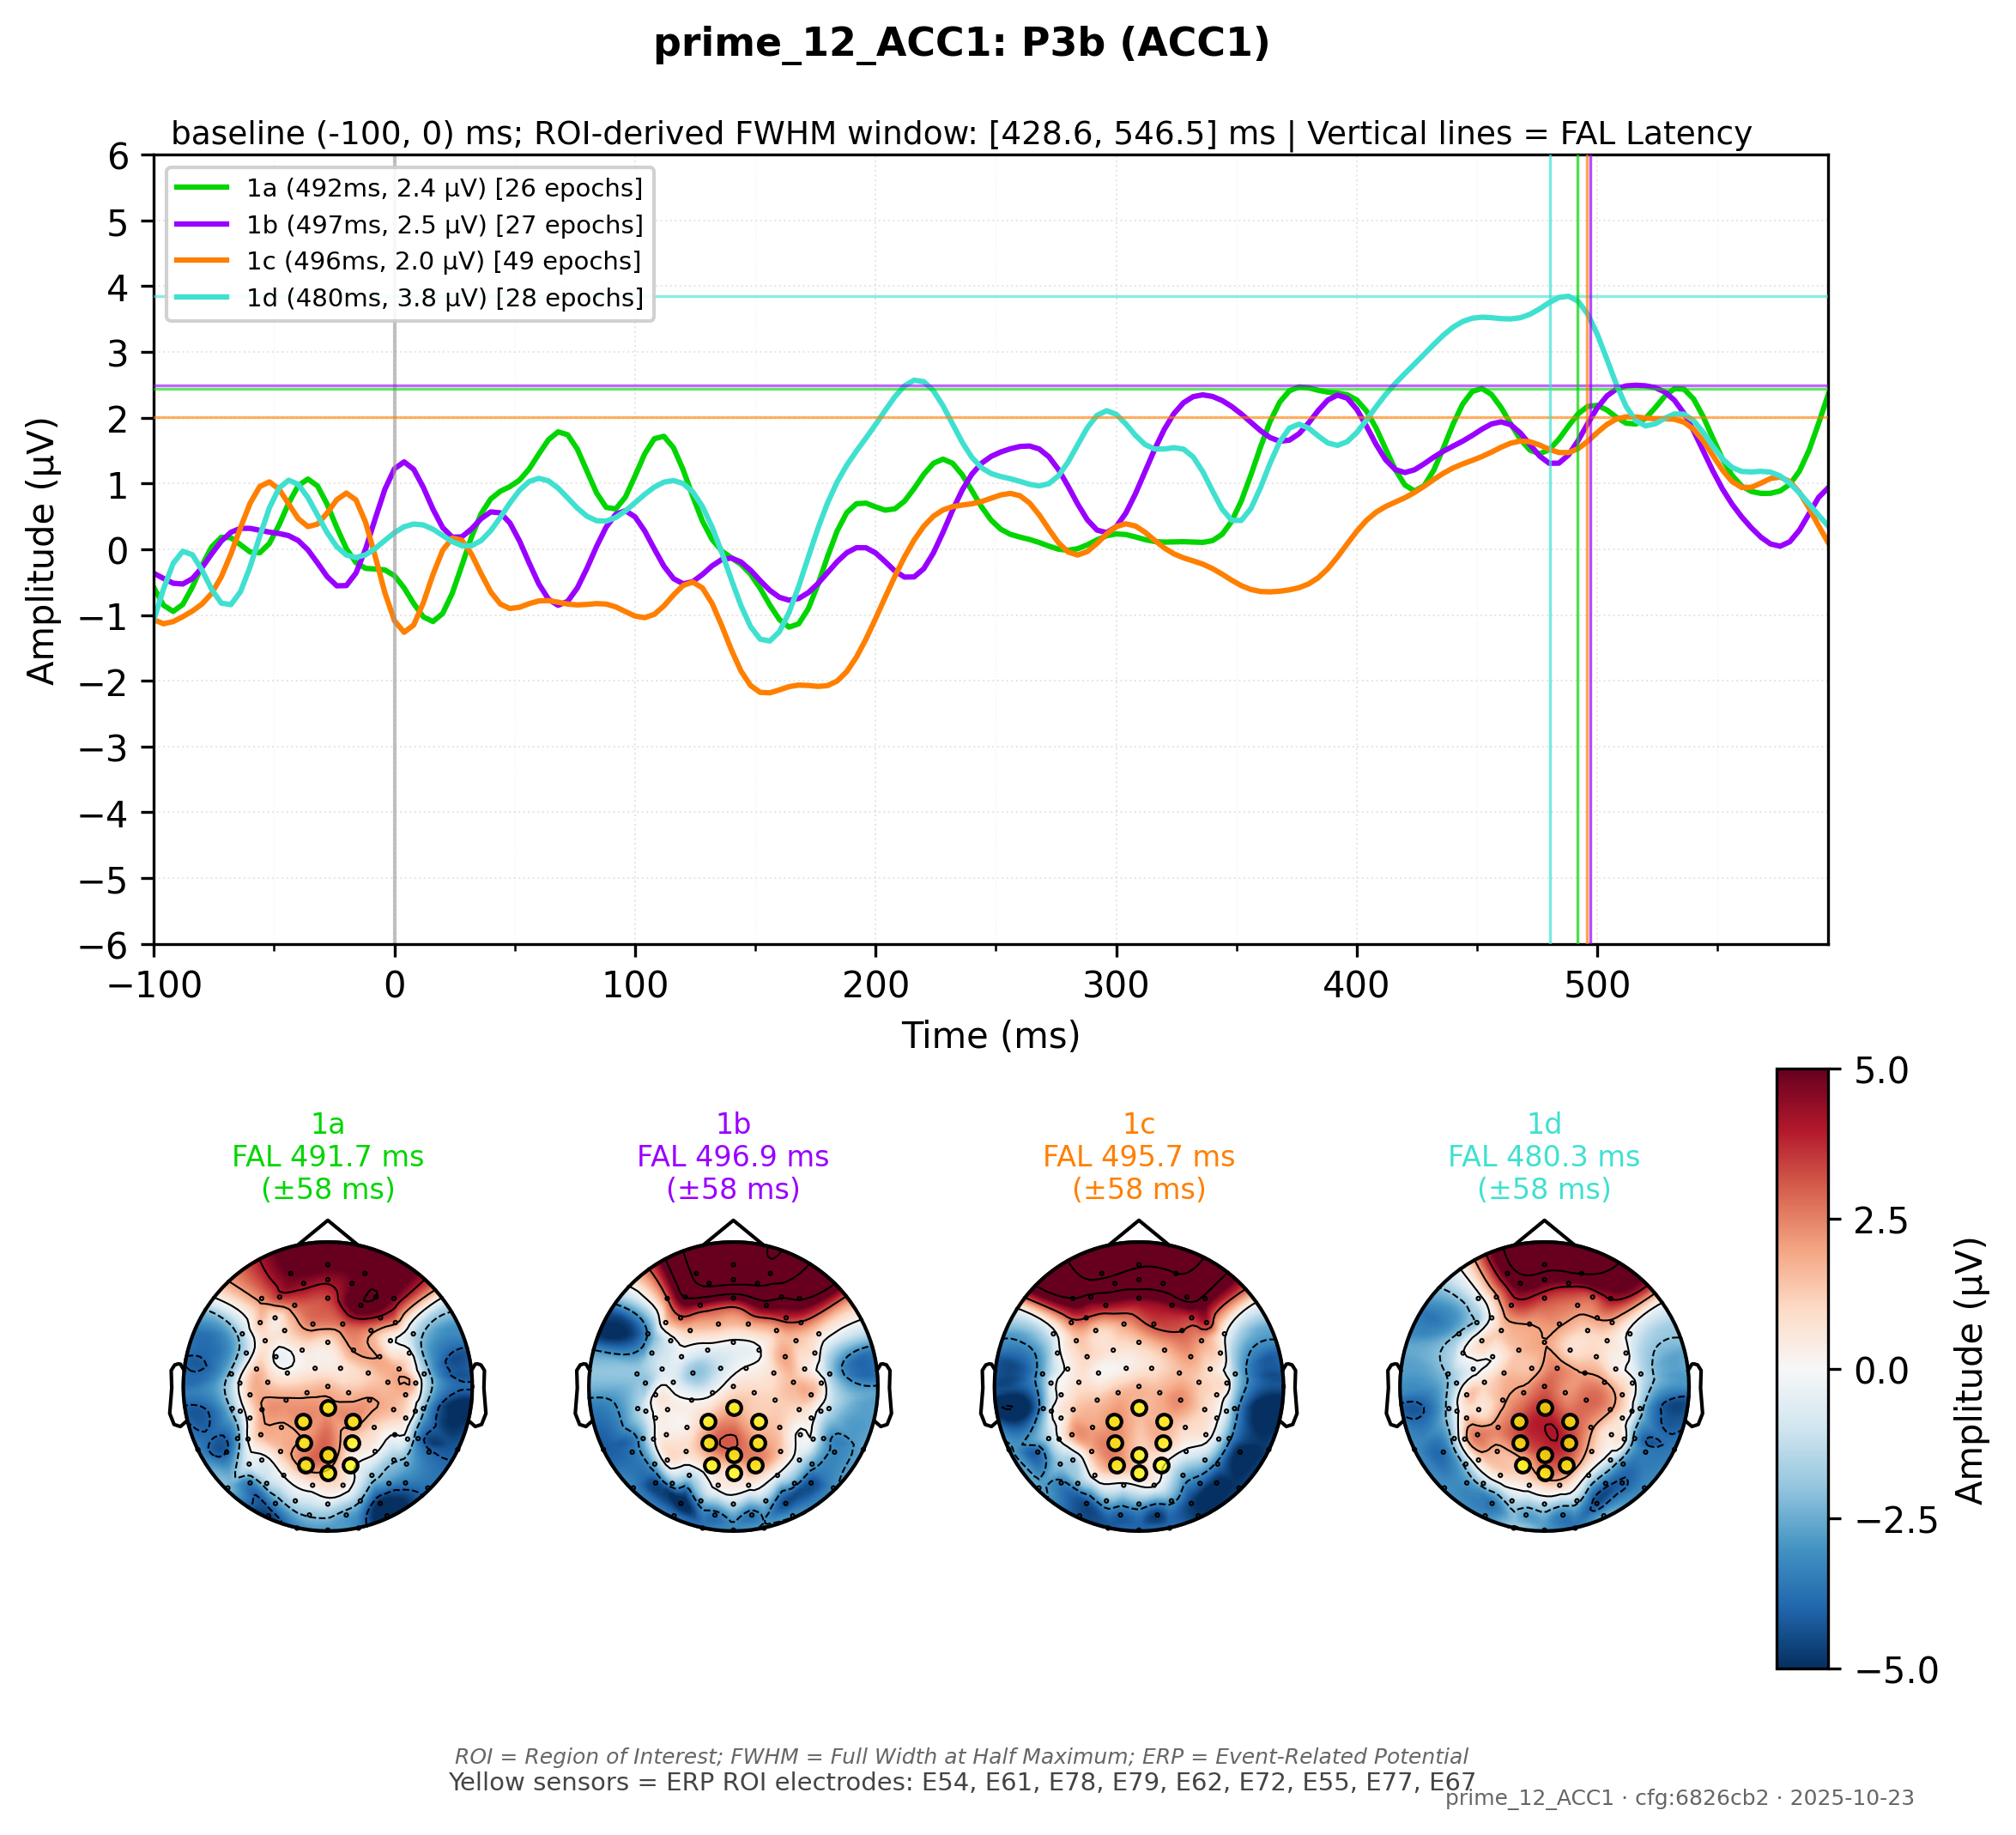 prime_12_ACC1: P3b (ACC1)
baseline (-100, 0) ms; ROI-derived FWHM window: [428.6, 546.5] ms | Vertical lines = FAL Latency
1a (492ms, 2.4 µV) [26 epochs]
1b (497ms, 2.5 µV) [27 epochs]
1c (496ms, 2.0 µV) [49 epochs]
1d (480ms, 3.8 µV) [28 epochs]
Amplitude (µV)
6
5
4
3
2
1
0
−1
−2
−3
−4
−5
−6
−100 0 100 200 300 400 500
Time (ms)
1a
FAL 491.7 ms
(±58 ms)
1b
FAL 496.9 ms
(±58 ms)
1c
FAL 495.7 ms
(±58 ms)
1d
FAL 480.3 ms
(±58 ms)
5.0
2.5
0.0
−2.5
−5.0
Amplitude (µV)
ROI = Region of Interest; FWHM = Full Width at Half Maximum; ERP = Event-Related Potential
Yellow sensors = ERP ROI electrodes: E54, E61, E78, E79, E62, E72, E55, E77, E67
prime_12_ACC1 · cfg:6826cb2 · 2025-10-23